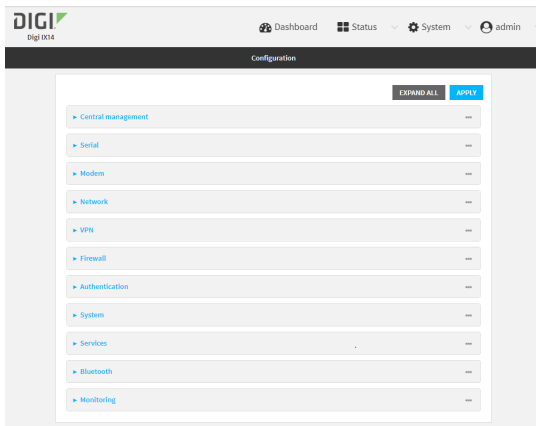 DIGI
Digi IX14
Dashboard Status System admin
Configuration
EXPAND ALL APPLY
Central management
Serial
Modem
Network
VPN
Firewall
Authentication
System
Services
Bluetooth
Monitoring